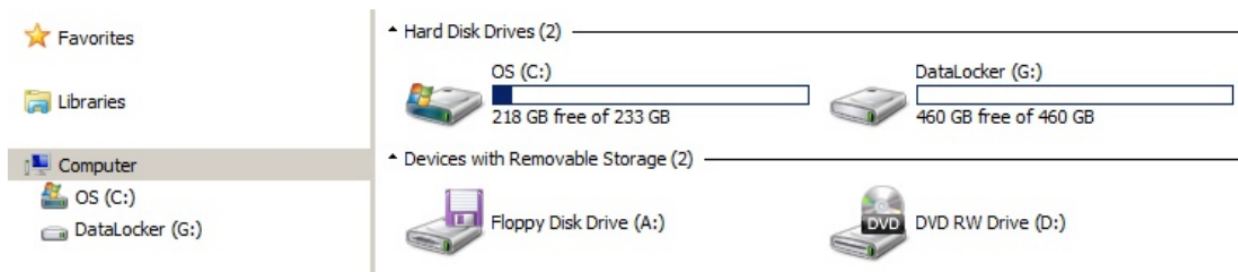 Favorites
Libraries
Computer
OS (C:)
DataLocker (G:)
Hard Disk Drives (2)
OS (C:)
218 GB free of 233 GB
DataLocker (G:)
460 GB free of 460 GB
Devices with Removable Storage (2)
Floppy Disk Drive (A:)
DVD
DVD RW Drive (D:)